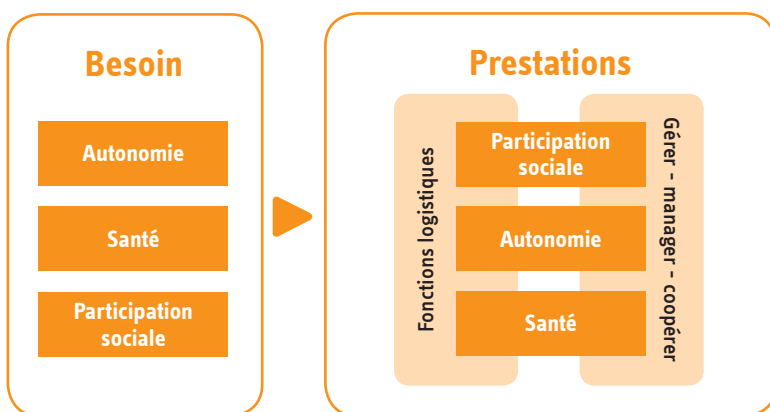 Besoin
Autonomie
Santé
Participation
sociale
Prestations
Fonctions logistiques
Participation
sociale
Autonomie
Santé
Gérer - manager - coopérer